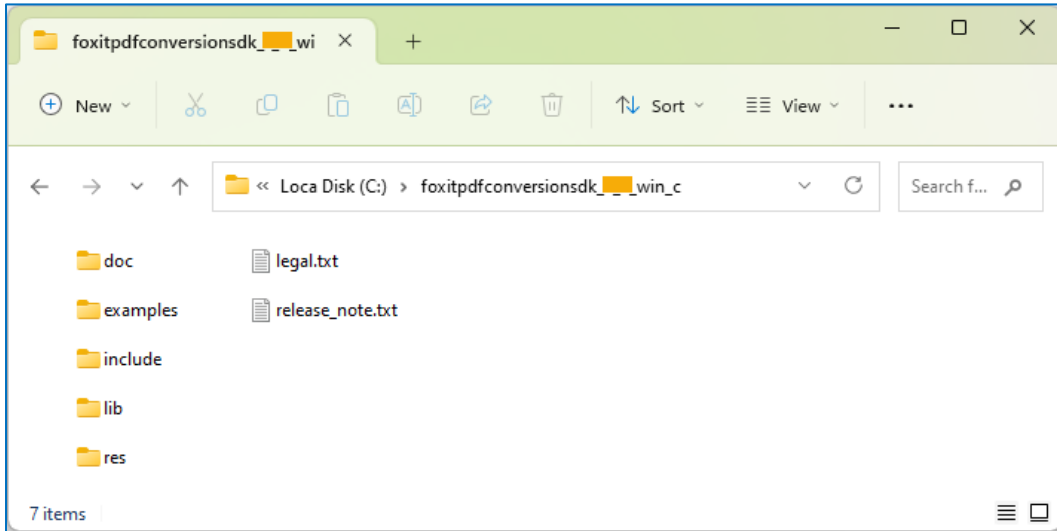 foxitpdfconversionsdk_ _ _wi
New Sort View
« Loca Disk (C:) > foxitpdfconversionsdk_ _ _win_c Search f...
doc legal.txt
examples release_note.txt
include
lib
res
7 items